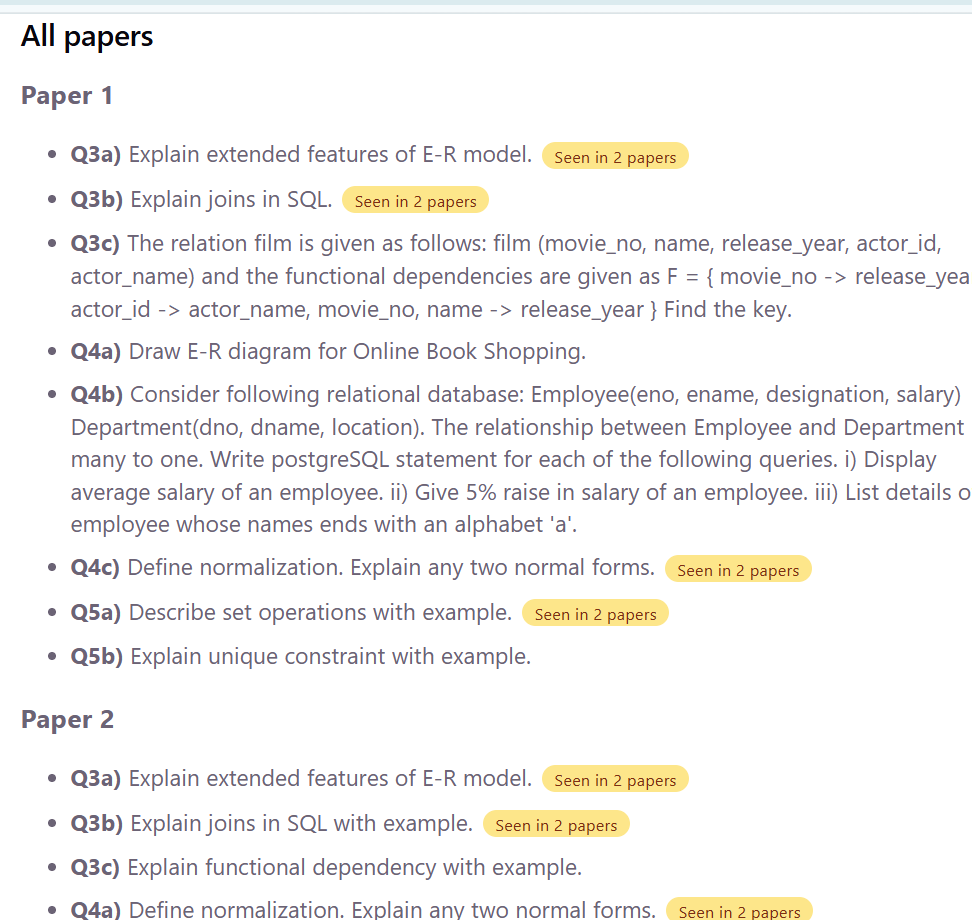 All papers
Paper 1
Q3a) Explain extended features of E-R model. Seen in 2 papers
Q3b) Explain joins in SQL. Seen in 2 papers
Q3c) The relation film is given as follows: film (movie_no, name, release_year, actor_id,
actor_name) and the functional dependencies are given as F = { movie_no -> release_yea
actor_id -> actor_name, movie_no, name -> release_year } Find the key.
Q4a) Draw E-R diagram for Online Book Shopping.
Q4b) Consider following relational database: Employee(eno, ename, designation, salary)
Department(dno, dname, location). The relationship between Employee and Department
many to one. Write postgreSQL statement for each of the following queries. i) Display
average salary of an employee. ii) Give 5% raise in salary of an employee. iii) List details o
employee whose names ends with an alphabet 'a'.
Q4c) Define normalization. Explain any two normal forms. Seen in 2 papers
Q5a) Describe set operations with example. Seen in 2 papers
Q5b) Explain unique constraint with example.
Paper 2
Q3a) Explain extended features of E-R model. Seen in 2 papers
Q3b) Explain joins in SQL with example. Seen in 2 papers
Q3c) Explain functional dependency with example.
Q4a) Define normalization. Explain any two normal forms. Seen in 2 papers